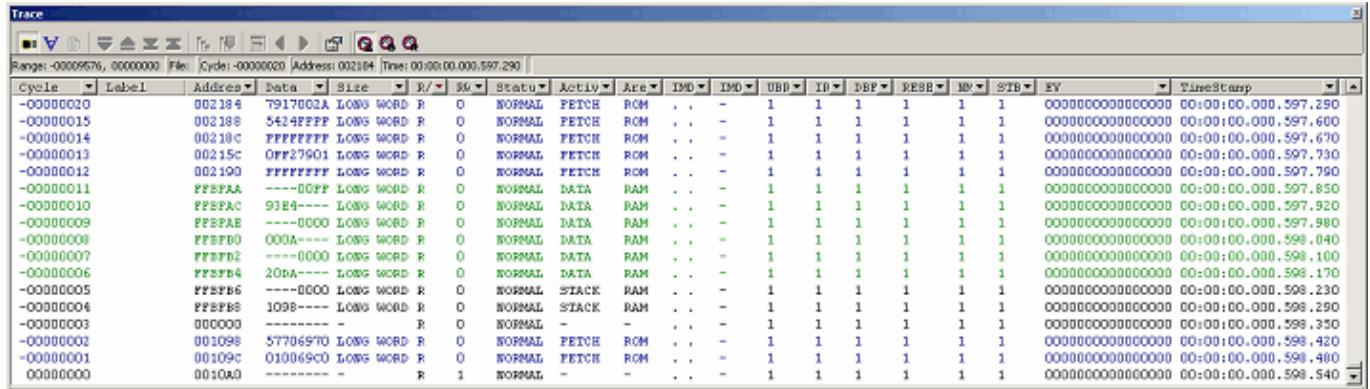 Trace
Range: -00009576, 00000000 File: Cycle: -00000020 Address: 002184 Time: 00:00:00.000.597.290
Cycle Label Addres Data Size R/ RW Statu Activ Are IMD IMD UBD IR DBF RESE NM STB EV TimeStamp
-00000020 002184 7917002A LONG WORD R 0 NORMAL FETCH ROM . . - 1 1 1 1 1 1 0000000000000000 00:00:00.000.597.290
-00000015 002188 5424FFFF LONG WORD R 0 NORMAL FETCH ROM . . - 1 1 1 1 1 1 0000000000000000 00:00:00.000.597.600
-00000014 00218C FFFFFFFF LONG WORD R 0 NORMAL FETCH ROM . . - 1 1 1 1 1 1 0000000000000000 00:00:00.000.597.670
-00000013 00215C 0FF27901 LONG WORD R 0 NORMAL FETCH ROM . . - 1 1 1 1 1 1 0000000000000000 00:00:00.000.597.730
-00000012 002190 FFFFFFFF LONG WORD R 0 NORMAL FETCH ROM . . - 1 1 1 1 1 1 0000000000000000 00:00:00.000.597.790
-00000011 FFBFAA ----00FF LONG WORD R 0 NORMAL DATA RAM . . - 1 1 1 1 1 1 0000000000000000 00:00:00.000.597.850
-00000010 FFBFAC 93E4---- LONG WORD R 0 NORMAL DATA RAM . . - 1 1 1 1 1 1 0000000000000000 00:00:00.000.597.920
-00000009 FFBFAE ----0000 LONG WORD R 0 NORMAL DATA RAM . . - 1 1 1 1 1 1 0000000000000000 00:00:00.000.597.980
-00000008 FFBFB0 000A---- LONG WORD R 0 NORMAL DATA RAM . . - 1 1 1 1 1 1 0000000000000000 00:00:00.000.598.040
-00000007 FFBFB2 ----0000 LONG WORD R 0 NORMAL DATA RAM . . - 1 1 1 1 1 1 0000000000000000 00:00:00.000.598.100
-00000006 FFBFB4 20DA---- LONG WORD R 0 NORMAL DATA RAM . . - 1 1 1 1 1 1 0000000000000000 00:00:00.000.598.170
-00000005 FFBFB6 ----0000 LONG WORD R 0 NORMAL STACK RAM . . - 1 1 1 1 1 1 0000000000000000 00:00:00.000.598.230
-00000004 FFBFB8 1098---- LONG WORD R 0 NORMAL STACK RAM . . - 1 1 1 1 1 1 0000000000000000 00:00:00.000.598.290
-00000003 000000 -------- - R 0 NORMAL - - . . - 1 1 1 1 1 1 0000000000000000 00:00:00.000.598.350
-00000002 001098 57706970 LONG WORD R 0 NORMAL FETCH ROM . . - 1 1 1 1 1 1 0000000000000000 00:00:00.000.598.420
-00000001 00109C 010069C0 LONG WORD R 0 NORMAL FETCH ROM . . - 1 1 1 1 1 1 0000000000000000 00:00:00.000.598.480
00000000 0010A0 -------- - R 1 NORMAL - - . . - 1 1 1 1 1 1 0000000000000000 00:00:00.000.598.540